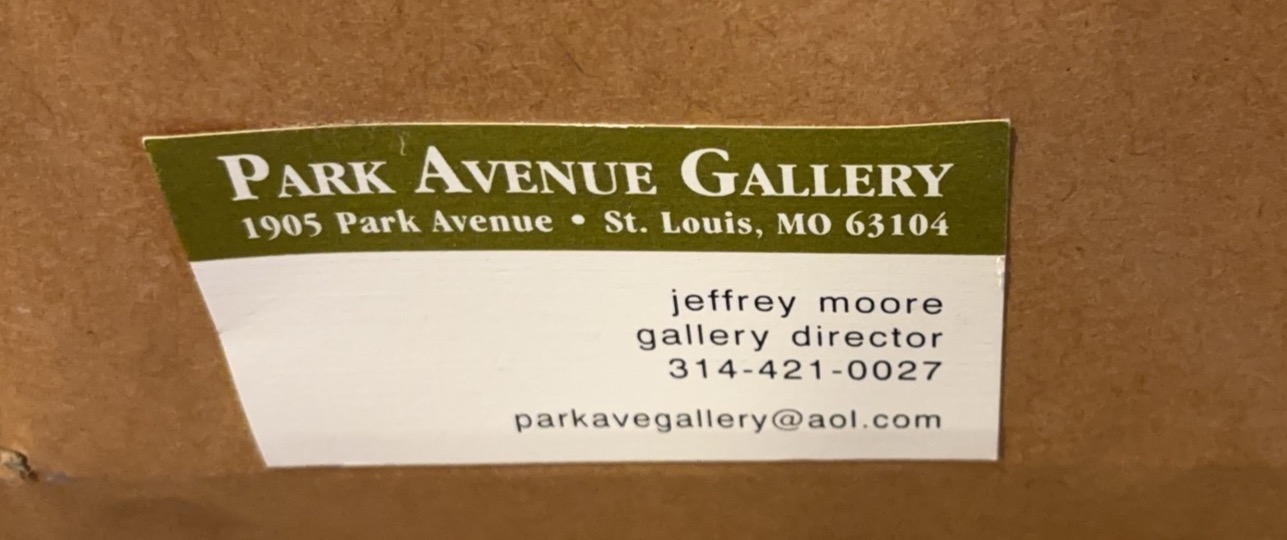 PARK AVENUE GALLERY
1905 Park Avenue • St. Louis, MO 63104
jeffrey moore
gallery director
314-421-0027
parkavegallery@aol.com